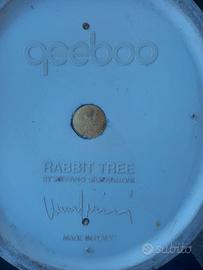 qeeboo
RABBIT TREE
BY STEFANO GIOVANNONI
MADE IN ITALY
subito